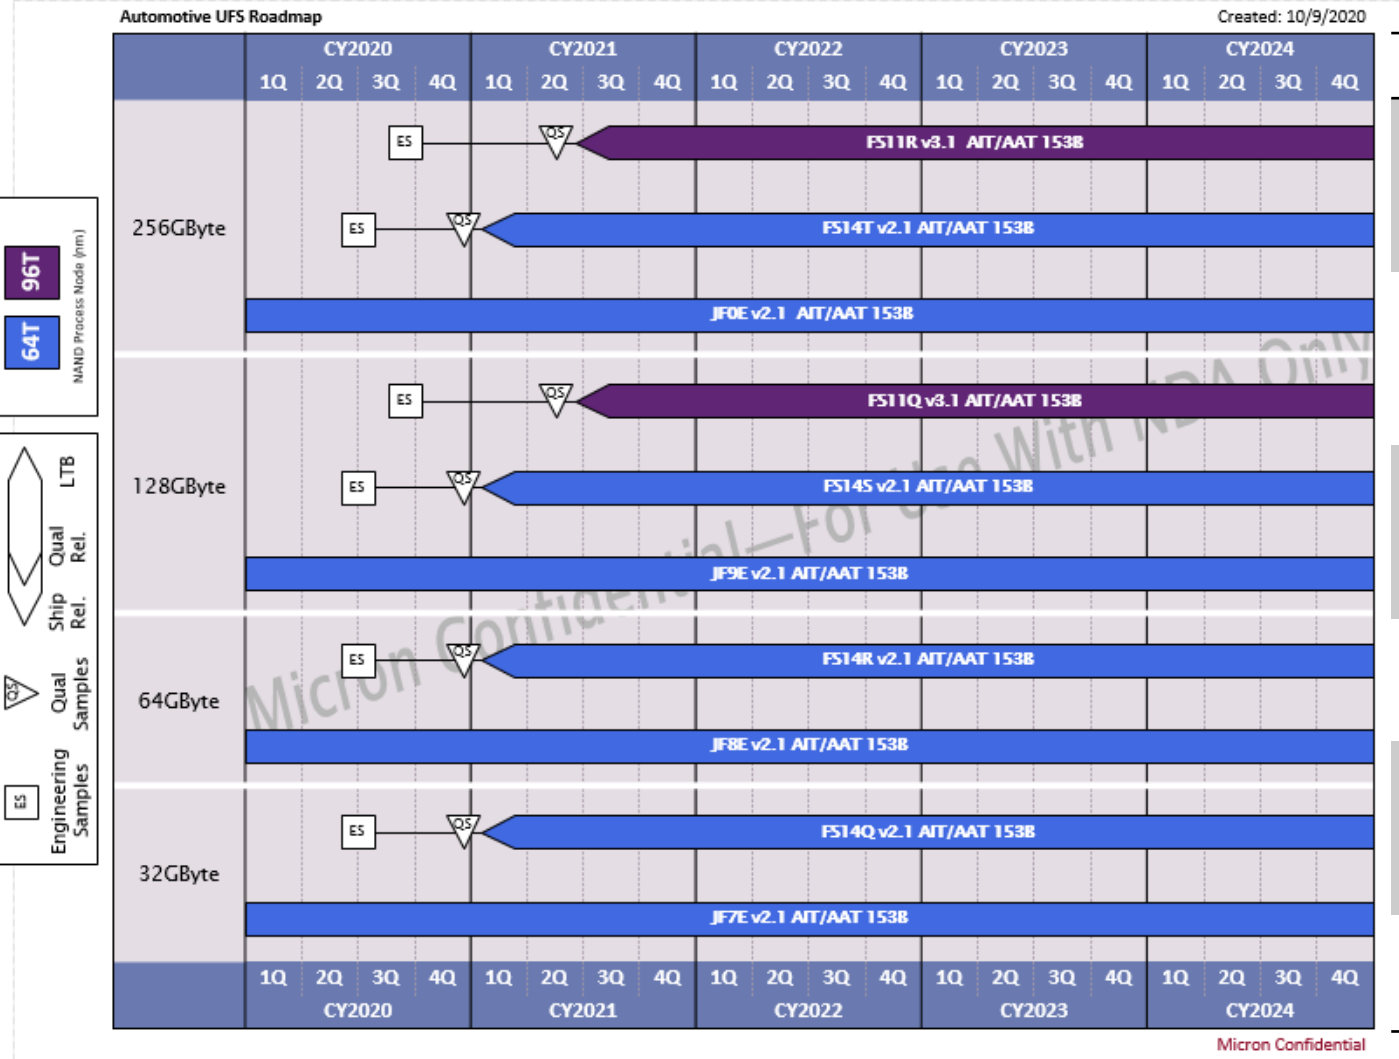 Automotive UFS Roadmap
Created: 10/9/2020
CY2020 CY2021 CY2022 CY2023 CY2024
1Q 2Q 3Q 4Q 1Q 2Q 3Q 4Q 1Q 2Q 3Q 4Q 1Q 2Q 3Q 4Q 1Q 2Q 3Q 4Q
256GByte
ES QS FS11R v3.1 AIT/AAT 153B
ES QS FS14T v2.1 AIT/AAT 153B
JF0E v2.1 AIT/AAT 153B
128GByte
ES QS FS11Q v3.1 AIT/AAT 153B
ES QS FS14S v2.1 AIT/AAT 153B
JF9E v2.1 AIT/AAT 153B
64GByte
ES QS FS14R v2.1 AIT/AAT 153B
JF8E v2.1 AIT/AAT 153B
32GByte
ES QS FS14Q v2.1 AIT/AAT 153B
JF7E v2.1 AIT/AAT 153B
1Q 2Q 3Q 4Q 1Q 2Q 3Q 4Q 1Q 2Q 3Q 4Q 1Q 2Q 3Q 4Q 1Q 2Q 3Q 4Q
CY2020 CY2021 CY2022 CY2023 CY2024
Micron Confidential
Micron Confidential—For Use With NDA Only
64T 96T
NAND Process Node (nm)
ES
Engineering
Samples
QS
Qual
Samples
Ship
Rel.
Qual
Rel.
LTB